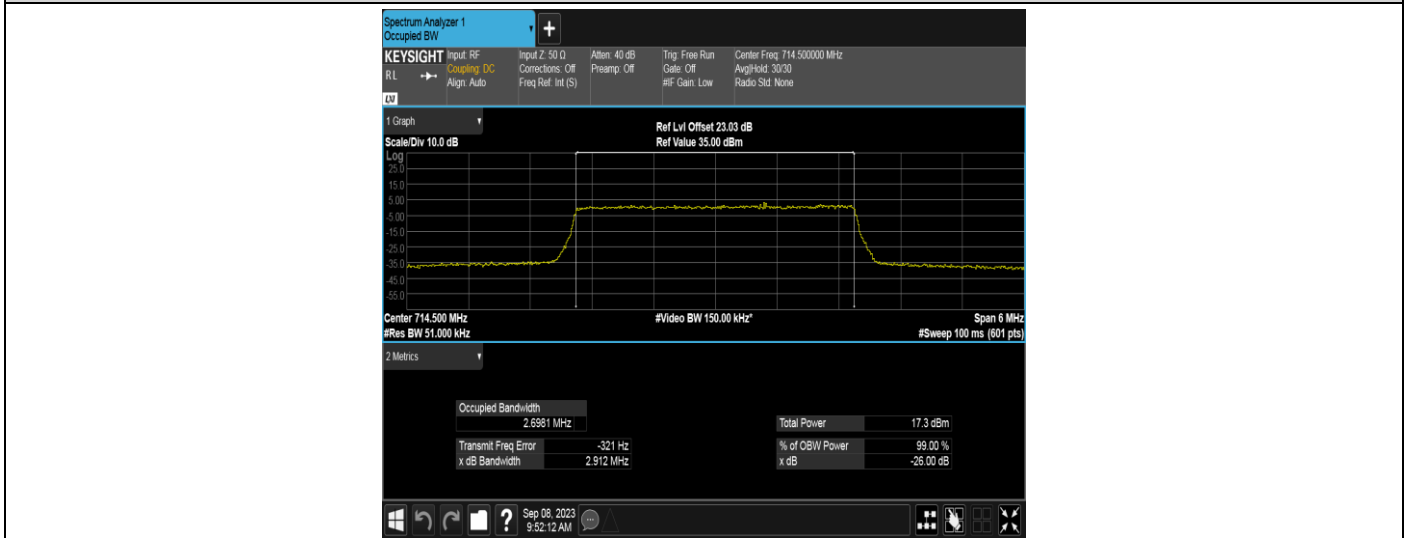 Spectrum Analyzer 1
Occupied BW
+
KEYSIGHT Input: RF Input Z: 50 Ω Atten: 40 dB Trig: Free Run Center Freq: 714.500000 MHz
Coupling: DC Corrections: Off Preamp: Off Gate: Off Avg|Hold: 30/30
RL Align: Auto Freq Ref: Int (S) #IF Gain: Low Radio Std: None
LXI
1 Graph
Ref Lvl Offset 23.03 dB
Scale/Div 10.0 dB Ref Value 35.00 dBm
Log
25.0
15.0
5.00
-5.00
-15.0
-25.0
-35.0
-45.0
-55.0
Center 714.500 MHz #Video BW 150.00 kHz* Span 6 MHz
#Res BW 51.000 kHz #Sweep 100 ms (601 pts)
2 Metrics
Occupied Bandwidth
2.6981 MHz Total Power 17.3 dBm
Transmit Freq Error -321 Hz % of OBW Power 99.00 %
x dB Bandwidth 2.912 MHz x dB -26.00 dB
? Sep 08, 2023
9:52:12 AM